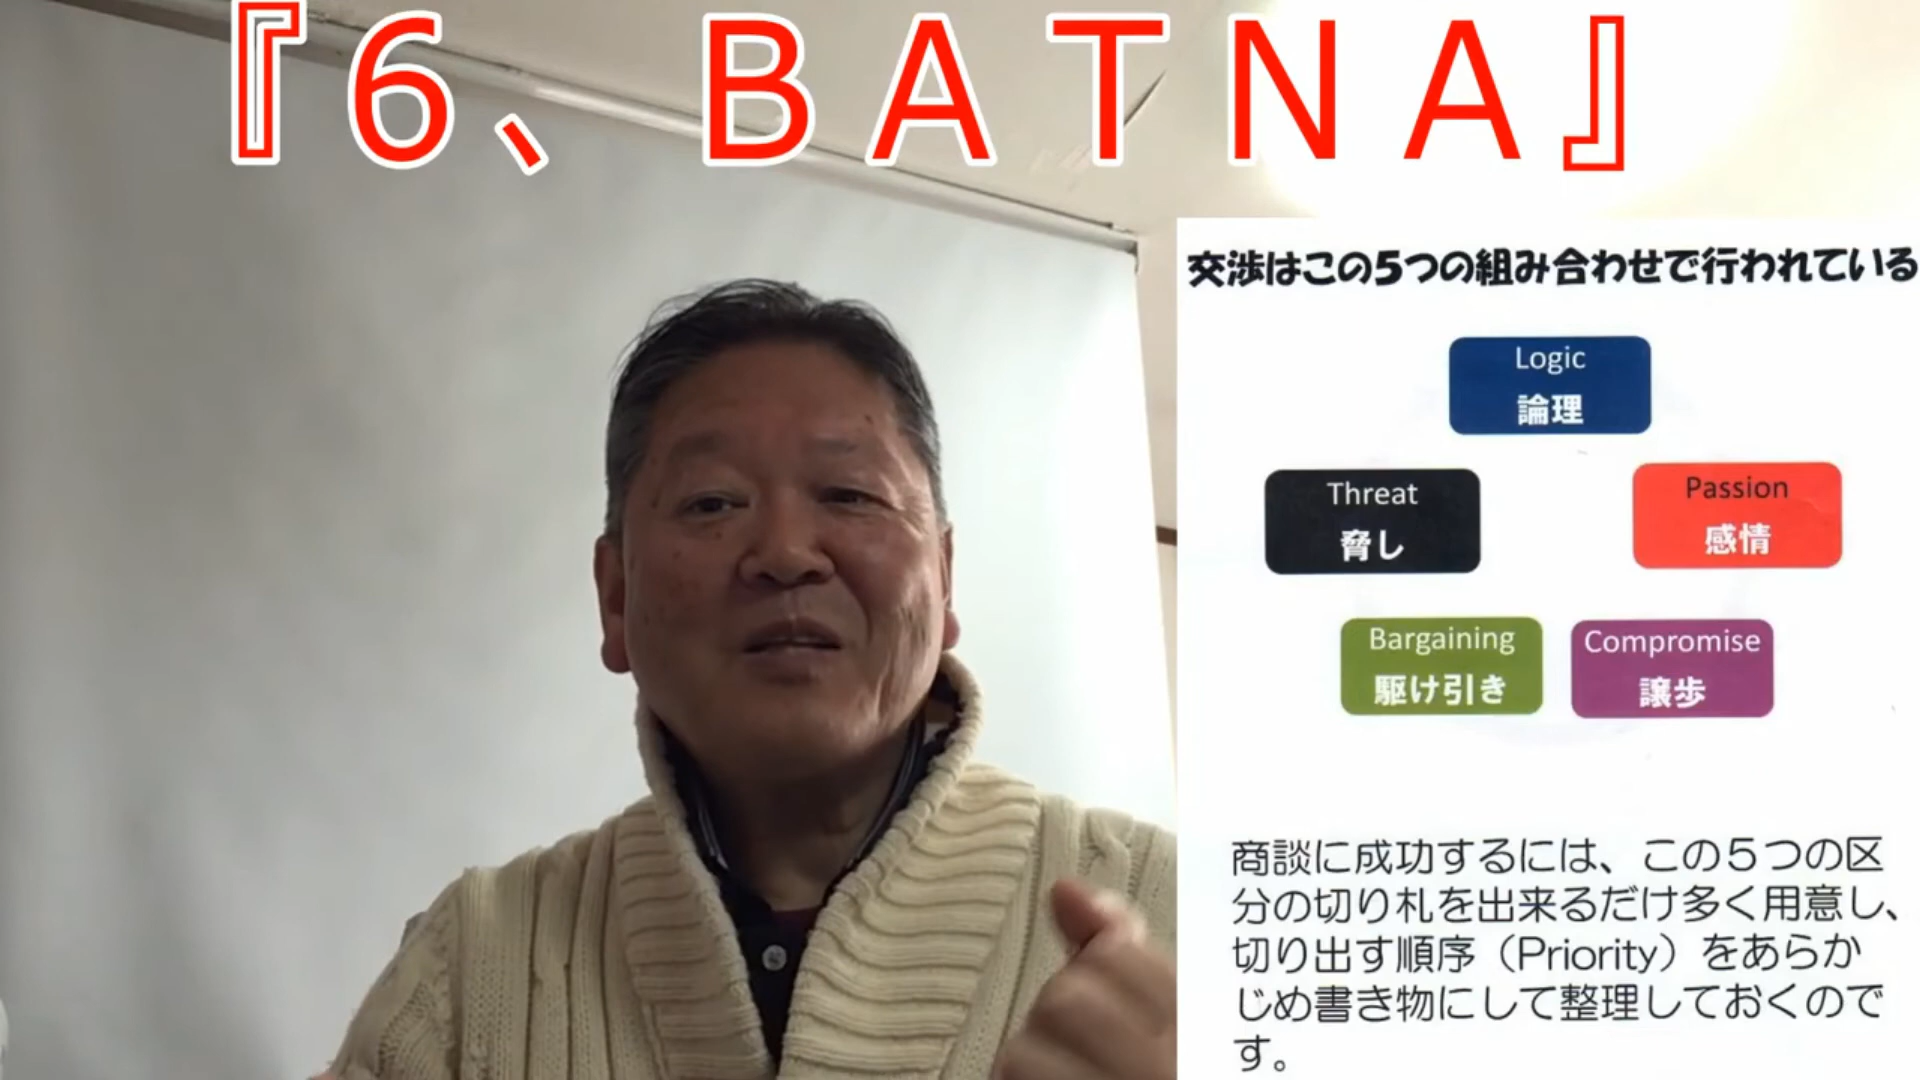 『６、ＢＡＴＮＡ』
交渉はこの5つの組み合わせで行われている
Logic
論理
Threat
脅し
Passion
感情
Bargaining
駆け引き
Compromise
譲歩
商談に成功するには、この５つの区
分の切り札を出来るだけ多く用意し、
切り出す順序（Priority）をあらか
じめ書き物にして整理しておくので
す。